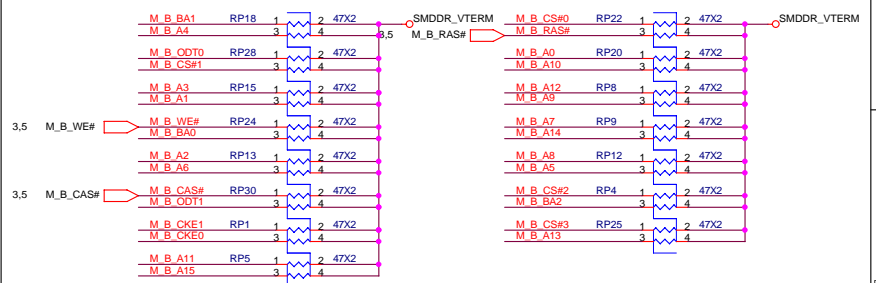 M_B_BA1 RP18 1 2 47X2 SMDDR_VTERM
M_B_A4 3 4
M_B_ODT0 RP28 1 2 47X2
M_B_CS#1 3 4
M_B_A3 RP15 1 2 47X2
M_B_A1 3 4
3,5 M_B_WE# M_B_WE# RP24 1 2 47X2
M_B_BA0 3 4
M_B_A2 RP13 1 2 47X2
M_B_A6 3 4
3,5 M_B_CAS# M_B_CAS# RP30 1 2 47X2
M_B_ODT1 3 4
M_B_CKE1 RP1 1 2 47X2
M_B_CKE0 3 4
M_B_A11 RP5 1 2 47X2
M_B_A15 3 4
M_B_CS#0 RP22 1 2 47X2 SMDDR_VTERM
3,5 M_B_RAS# M_B_RAS# 3 4
M_B_A0 RP20 1 2 47X2
M_B_A10 3 4
M_B_A12 RP8 1 2 47X2
M_B_A9 3 4
M_B_A7 RP9 1 2 47X2
M_B_A14 3 4
M_B_A8 RP12 1 2 47X2
M_B_A5 3 4
M_B_CS#2 RP4 1 2 47X2
M_B_BA2 3 4
M_B_CS#3 RP25 1 2 47X2
M_B_A13 3 4